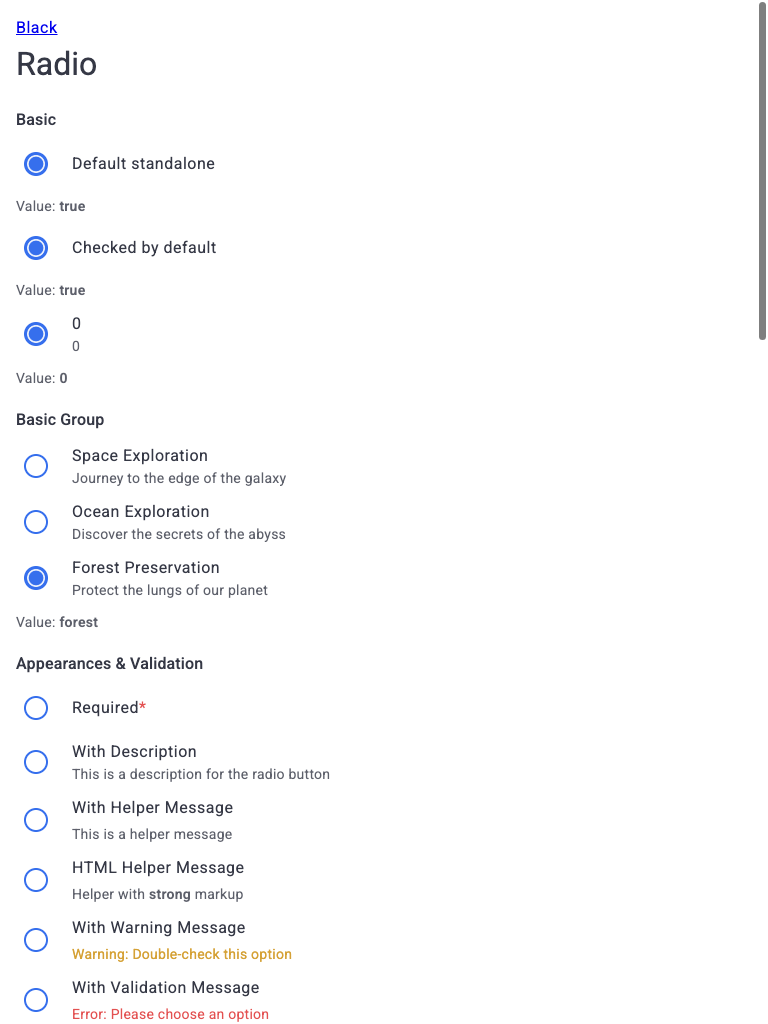 Black
Radio
Basic
Default standalone
Value: true
Checked by default
Value: true
0
0
Value: 0
Basic Group
Space Exploration
Journey to the edge of the galaxy
Ocean Exploration
Discover the secrets of the abyss
Forest Preservation
Protect the lungs of our planet
Value: forest
Appearances & Validation
Required*
With Description
This is a description for the radio button
With Helper Message
This is a helper message
HTML Helper Message
Helper with strong markup
With Warning Message
Warning: Double-check this option
With Validation Message
Error: Please choose an option